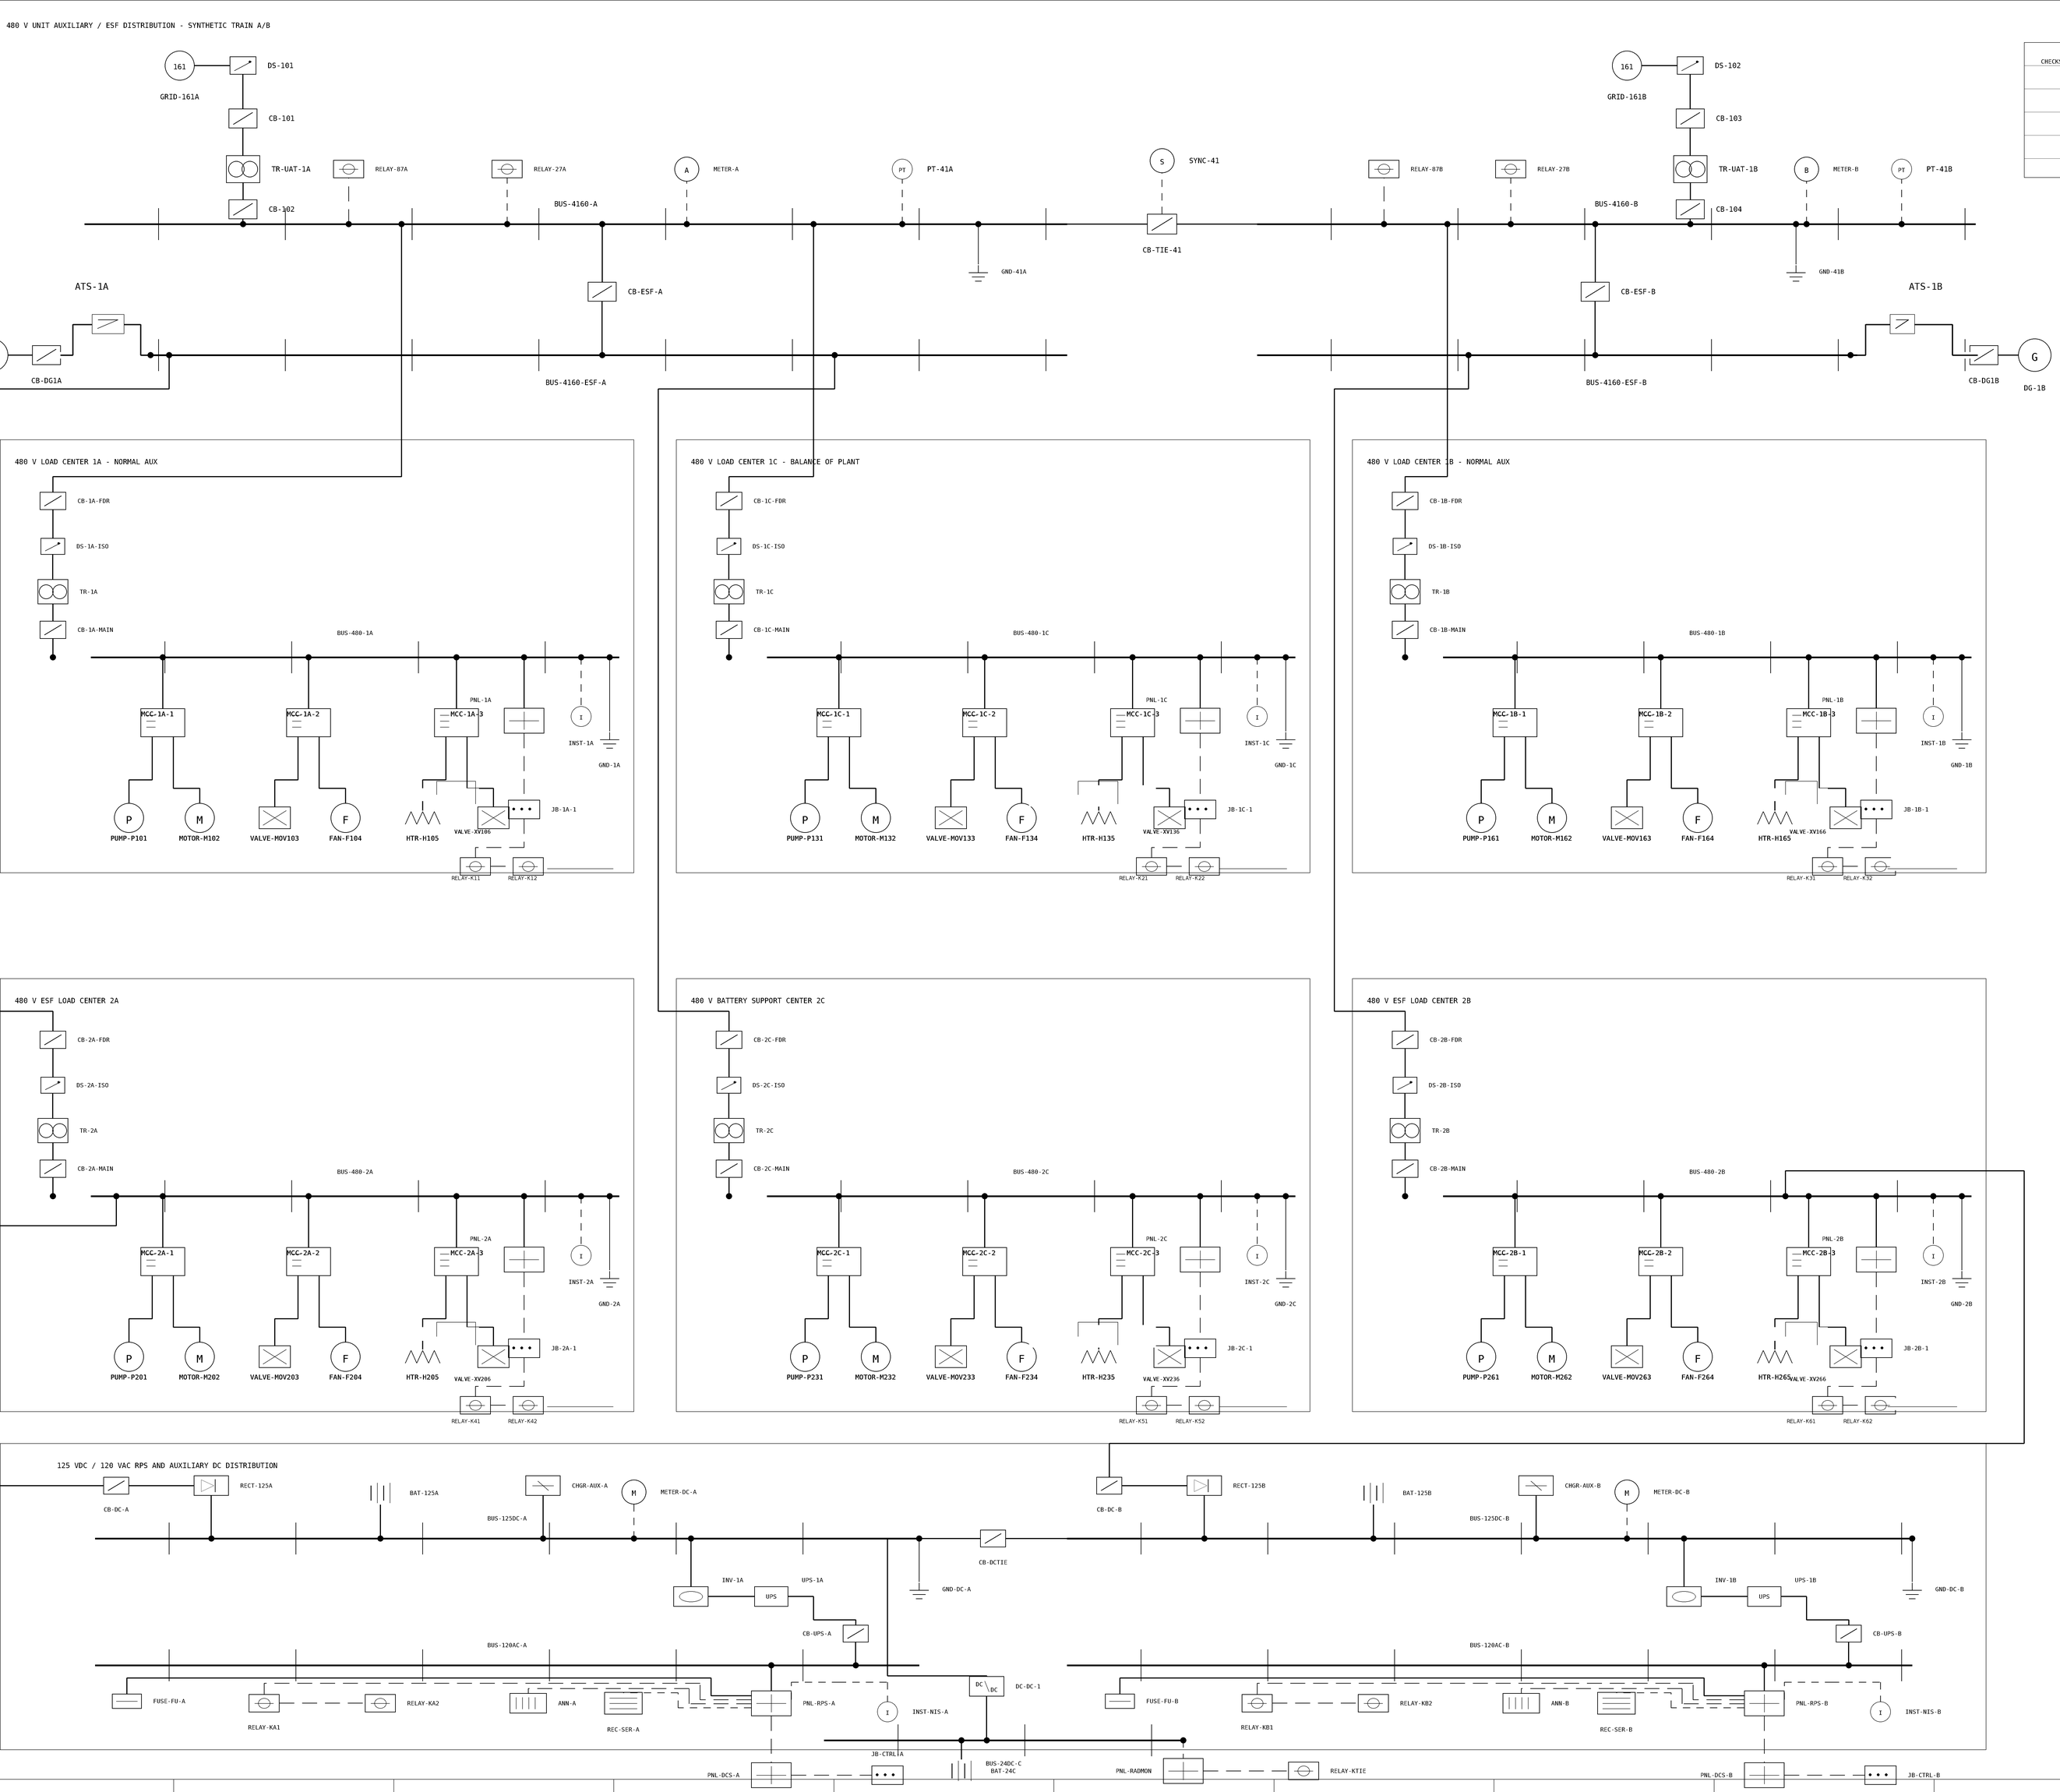 480 V UNIT AUXILIARY / ESF DISTRIBUTION - SYNTHETIC TRAIN A/B
161 DS-101
161 DS-102
CHECKS
GRID-161A
GRID-161B
CB-101
CB-103
TR-UAT-1A RELAY-87A RELAY-27A A METER-A PT PT-41A S SYNC-41 RELAY-87B RELAY-27B TR-UAT-1B B METER-B PT PT-41B
CB-102 BUS-4160-A BUS-4160-B CB-104
CB-TIE-41
GND-41A GND-41B
ATS-1A CB-ESF-A CB-ESF-B ATS-1B
G
CB-DG1A BUS-4160-ESF-A BUS-4160-ESF-B CB-DG1B DG-1B
480 V LOAD CENTER 1A - NORMAL AUX
CB-1A-FDR
DS-1A-ISO
TR-1A
CB-1A-MAIN BUS-480-1A
PNL-1A
MCC-1A-1 MCC-1A-2 MCC-1A-3 I
INST-1A
GND-1A
P M F JB-1A-1
PUMP-P101 MOTOR-M102 VALVE-MOV103 FAN-F104 HTR-H105 VALVE-XV106
RELAY-K11 RELAY-K12
480 V LOAD CENTER 1C - BALANCE OF PLANT
CB-1C-FDR
DS-1C-ISO
TR-1C
CB-1C-MAIN BUS-480-1C
PNL-1C
MCC-1C-1 MCC-1C-2 MCC-1C-3 I
INST-1C
GND-1C
P M F JB-1C-1
PUMP-P131 MOTOR-M132 VALVE-MOV133 FAN-F134 HTR-H135 VALVE-XV136
RELAY-K21 RELAY-K22
480 V LOAD CENTER 1B - NORMAL AUX
CB-1B-FDR
DS-1B-ISO
TR-1B
CB-1B-MAIN BUS-480-1B
PNL-1B
MCC-1B-1 MCC-1B-2 MCC-1B-3 I
INST-1B
GND-1B
P M F JB-1B-1
PUMP-P161 MOTOR-M162 VALVE-MOV163 FAN-F164 HTR-H165 VALVE-XV166
RELAY-K31 RELAY-K32
480 V ESF LOAD CENTER 2A
CB-2A-FDR
DS-2A-ISO
TR-2A
CB-2A-MAIN BUS-480-2A
PNL-2A
MCC-2A-1 MCC-2A-2 MCC-2A-3 I
INST-2A
GND-2A
P M F JB-2A-1
PUMP-P201 MOTOR-M202 VALVE-MOV203 FAN-F204 HTR-H205 VALVE-XV206
RELAY-K41 RELAY-K42
480 V BATTERY SUPPORT CENTER 2C
CB-2C-FDR
DS-2C-ISO
TR-2C
CB-2C-MAIN BUS-480-2C
PNL-2C
MCC-2C-1 MCC-2C-2 MCC-2C-3 I
INST-2C
GND-2C
P M F JB-2C-1
PUMP-P231 MOTOR-M232 VALVE-MOV233 FAN-F234 HTR-H235 VALVE-XV236
RELAY-K51 RELAY-K52
480 V ESF LOAD CENTER 2B
CB-2B-FDR
DS-2B-ISO
TR-2B
CB-2B-MAIN BUS-480-2B
PNL-2B
MCC-2B-1 MCC-2B-2 MCC-2B-3 I
INST-2B
GND-2B
P M F JB-2B-1
PUMP-P261 MOTOR-M262 VALVE-MOV263 FAN-F264 HTR-H265 VALVE-XV266
RELAY-K61 RELAY-K62
125 VDC / 120 VAC RPS AND AUXILIARY DC DISTRIBUTION
RECT-125A BAT-125A CHGR-AUX-A M METER-DC-A RECT-125B BAT-125B CHGR-AUX-B M METER-DC-B
CB-DC-A CB-DC-B
BUS-125DC-A BUS-125DC-B
CB-DCTIE
INV-1A UPS-1A GND-DC-A INV-1B UPS-1B GND-DC-B
UPS UPS
CB-UPS-A CB-UPS-B
BUS-120AC-A BUS-120AC-B
DC DC DC-DC-1
FUSE-FU-A RELAY-KA2 ANN-A PNL-RPS-A I INST-NIS-A FUSE-FU-B RELAY-KB2 ANN-B PNL-RPS-B I INST-NIS-B
RELAY-KA1 REC-SER-A RELAY-KB1 REC-SER-B
JB-CTRL-A BUS-24DC-C
PNL-DCS-A BAT-24C PNL-RADMON RELAY-KTIE PNL-DCS-B JB-CTRL-B